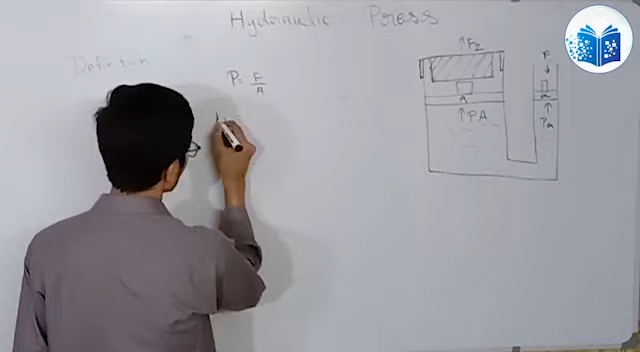 Hydraulic Press
Definition
P = F/A
↑F2
A
↑PA
F
↓
a
↑
Pa